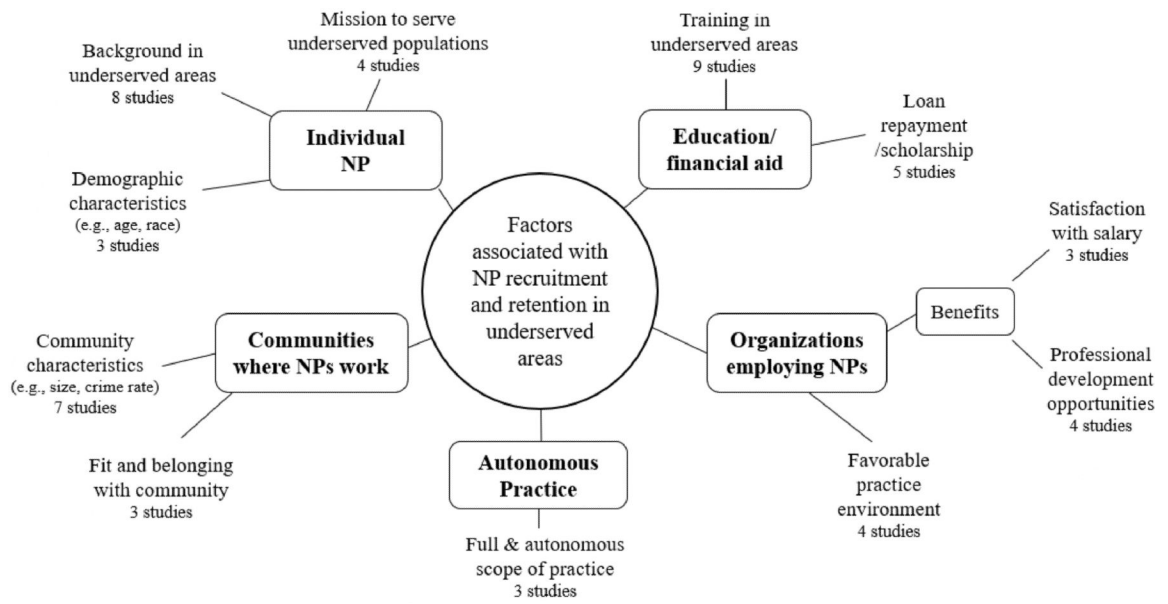 Mission to serve
underserved populations
4 studies
Background in
underserved areas
8 studies
Individual
NP
Demographic
characteristics
(e.g., age, race)
3 studies
Training in
underserved areas
9 studies
Education/
financial aid
Loan
repayment
/scholarship
5 studies
Factors
associated with
NP recruitment
and retention in
underserved
areas
Communities
where NPs work
Community
characteristics
(e.g., size, crime rate)
7 studies
Fit and belonging
with community
3 studies
Autonomous
Practice
Full & autonomous
scope of practice
3 studies
Organizations
employing NPs
Benefits
Satisfaction
with salary
3 studies
Professional
development
opportunities
4 studies
Favorable
practice
environment
4 studies